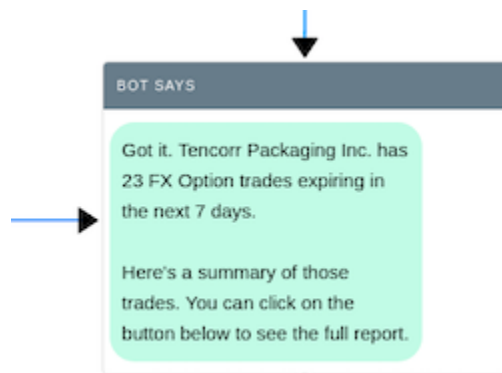 BOT SAYS
Got it. Tencorr Packaging Inc. has
23 FX Option trades expiring in
the next 7 days.
Here's a summary of those
trades. You can click on the
button below to see the full report.